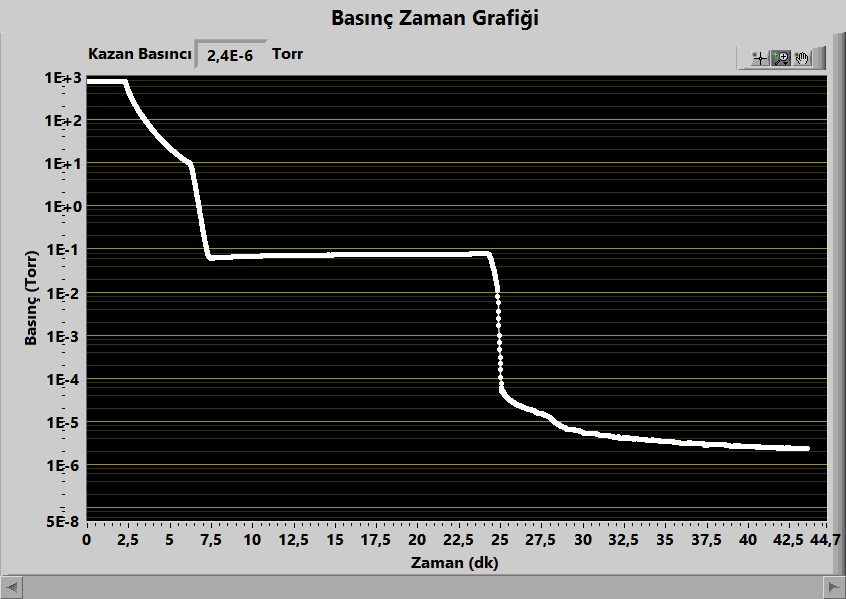 Basınç Zaman Grafiği
Kazan Basıncı 2,4E-6 Torr
1E+3
1E+2
1E+1
1E+0
1E-1
1E-2
1E-3
1E-4
1E-5
1E-6
5E-8
Basınç (Torr)
0 2,5 5 7,5 10 12,5 15 17,5 20 22,5 25 27,5 30 32,5 35 37,5 40 42,5 44,7
Zaman (dk)